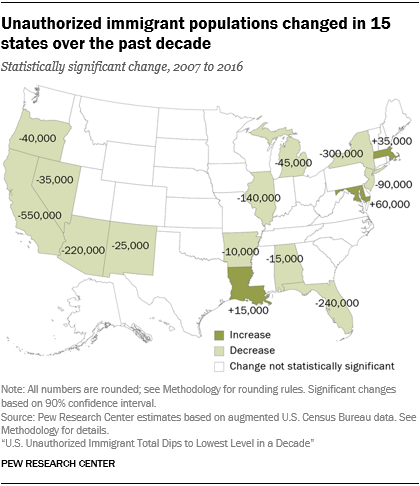 Unauthorized immigrant populations changed in 15
states over the past decade
Statistically significant change, 2007 to 2016
+35,000
-40,000
-300,000
-45,000
-35,000
-90,000
-140,000
+60,000
-550,000
-220,000
-25,000
-10,000
-15,000
-240,000
+15,000
Increase
Decrease
Change not statistically significant
Note: All numbers are rounded; see Methodology for rounding rules. Significant changes
based on 90% confidence interval.
Source: Pew Research Center estimates based on augmented U.S. Census Bureau data. See
Methodology for details.
“U.S. Unauthorized Immigrant Total Dips to Lowest Level in a Decade”
PEW RESEARCH CENTER